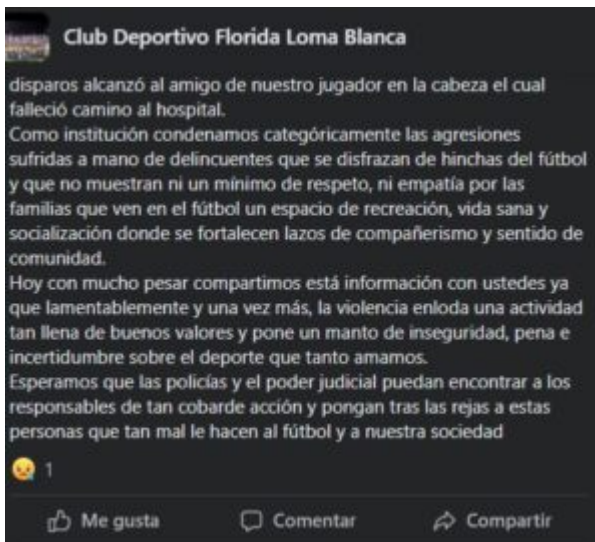 Club Deportivo Florida Loma Blanca
disparos alcanzó al amigo de nuestro jugador en la cabeza el cual
falleció camino al hospital.
Como institución condenamos categóricamente las agresiones
sufridas a mano de delincuentes que se disfrazan de hinchas del fútbol
y que no muestran ni un mínimo de respeto, ni empatía por las
familias que ven en el fútbol un espacio de recreación, vida sana y
socialización donde se fortalecen lazos de compañerismo y sentido de
comunidad.
Hoy con mucho pesar compartimos está información con ustedes ya
que lamentablemente y una vez más, la violencia enloda una actividad
tan llena de buenos valores y pone un manto de inseguridad, pena e
incertidumbre sobre el deporte que tanto amamos.
Esperamos que las policías y el poder judicial puedan encontrar a los
responsables de tan cobarde acción y pongan tras las rejas a estas
personas que tan mal le hacen al fútbol y a nuestra sociedad
1
Me gusta Comentar Compartir